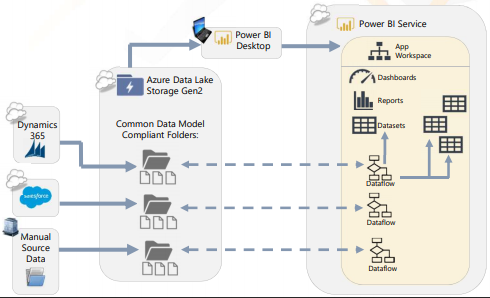 Power BI Service
Power BI
Desktop
App
Workspace
Azure Data Lake
Storage Gen2
Dashboards
Reports
Datasets
Common Data Model
Compliant Folders:
Dynamics
365
Dataflow
salesforce
Dataflow
Manual
Source
Data
Dataflow